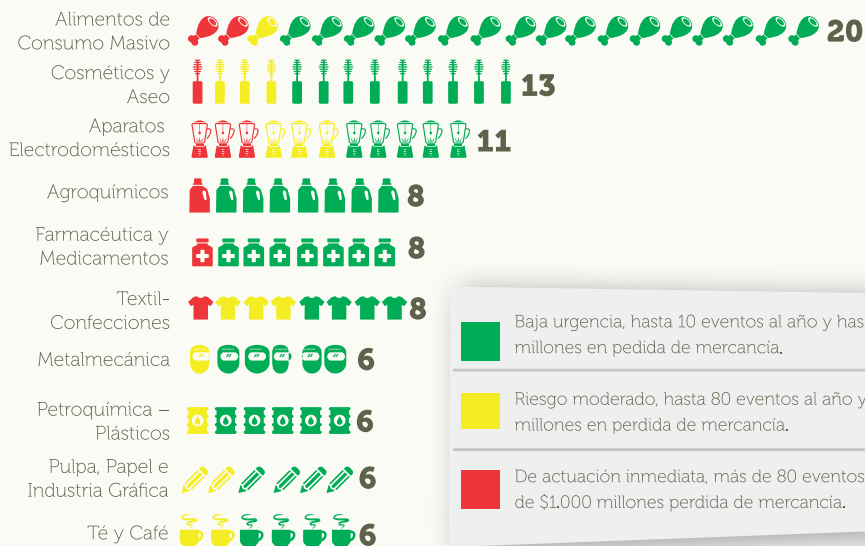 Alimentos de
Consumo Masivo
20
Cosméticos y
Aseo
13
Aparatos
Electrodomésticos
11
Agroquímicos
8
Farmacéutica y
Medicamentos
8
Textil-
Confecciones
8
Metalmecánica
6
Petroquímica –
Plásticos
6
Pulpa, Papel e
Industria Gráfica
6
Té y Café
6
Baja urgencia, hasta 10 eventos al año y has
millones en pedida de mercancía.
Riesgo moderado, hasta 80 eventos al año y
millones en perdida de mercancía.
De actuación inmediata, más de 80 eventos
de $1.000 millones perdida de mercancía.